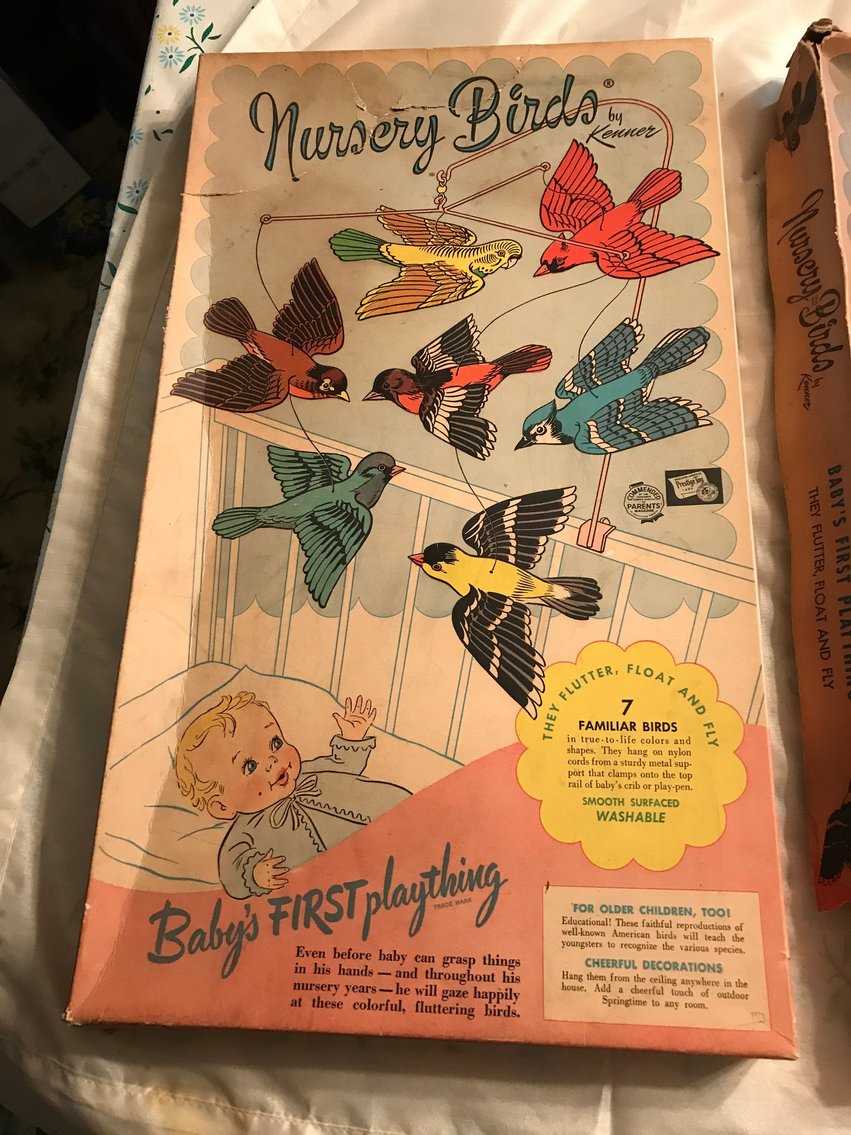 Nursery Birds®
by Kenner
COMMENDED
PARENTS'
MAGAZINE
Prestige Toy
THEY FLUTTER, FLOAT AND FLY
7
FAMILIAR BIRDS
in true-to-life colors and
shapes. They hang on nylon
cords from a sturdy metal sup-
port that clamps onto the top
rail of baby's crib or play-pen.
SMOOTH SURFACED
WASHABLE
Baby's FIRST plaything
TRADE MARK
Even before baby can grasp things
in his hands — and throughout his
nursery years — he will gaze happily
at these colorful, fluttering birds.
FOR OLDER CHILDREN, TOO!
Educational! These faithful reproductions of
well-known American birds will teach the
youngsters to recognize the various species.
CHEERFUL DECORATIONS
Hang them from the ceiling anywhere in the
house. Add a cheerful touch of outdoor
Springtime to any room.
Nursery Birds
by Kenner
BABY'S FIRST PLAYTHING
THEY FLUTTER, FLOAT AND FLY